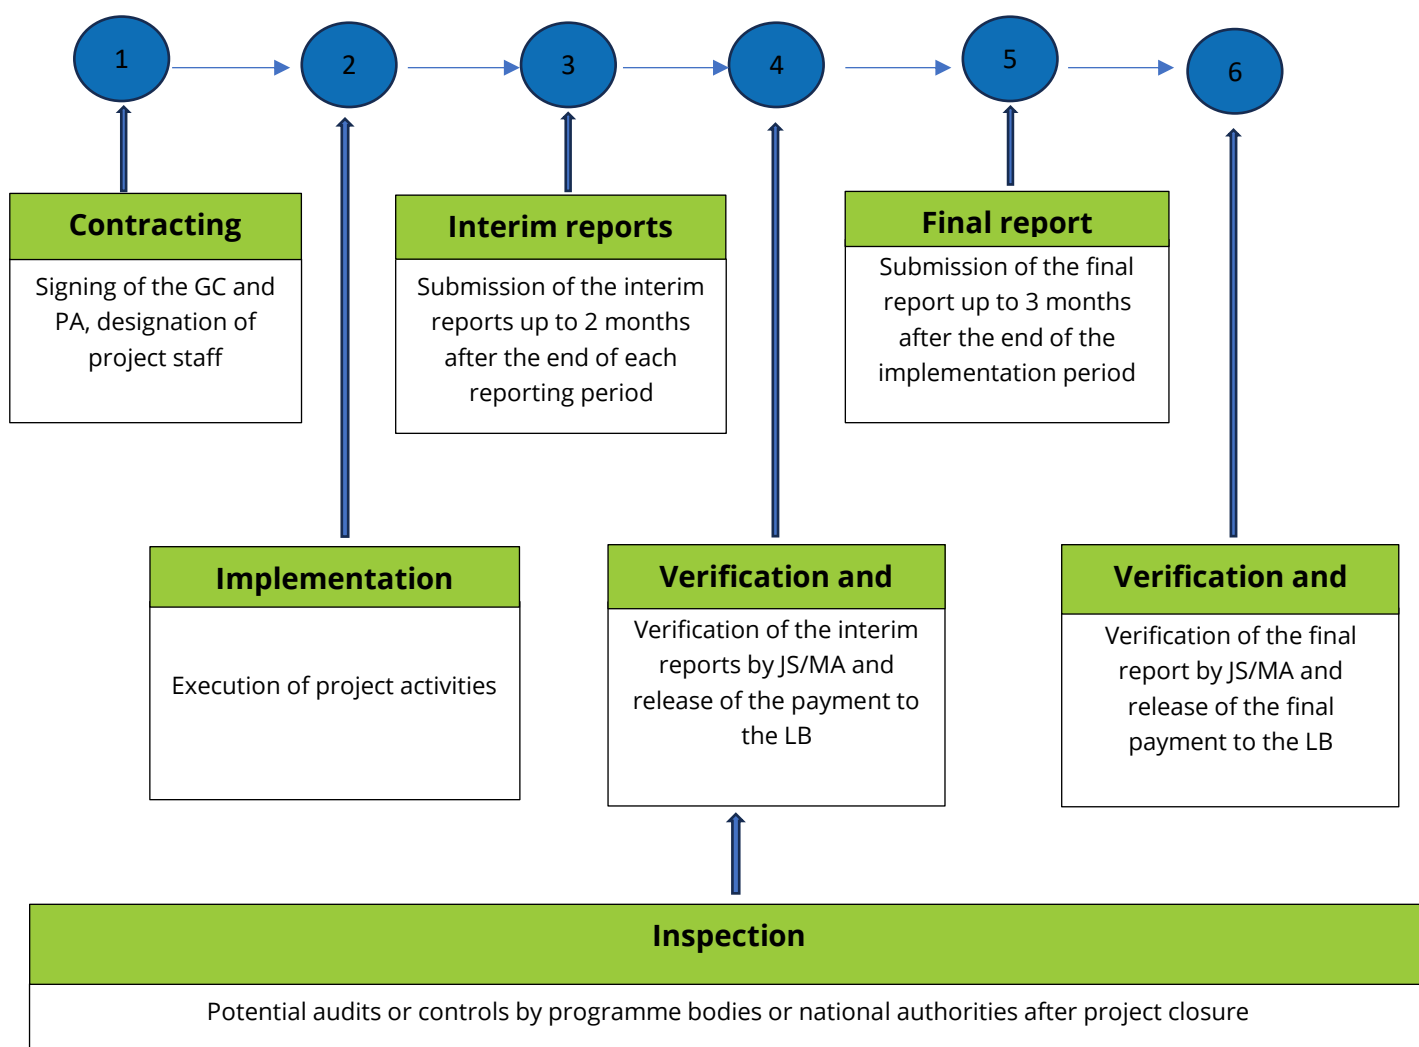 1
2
3
4
5
6
Contracting
Signing of the GC and
PA, designation of
project staff
Interim reports
Submission of the interim
reports up to 2 months
after the end of each
reporting period
Final report
Submission of the final
report up to 3 months
after the end of the
implementation period
Implementation
Execution of project activities
Verification and
Verification of the interim
reports by JS/MA and
release of the payment to
the LB
Verification and
Verification of the final
report by JS/MA and
release of the final
payment to the LB
Inspection
Potential audits or controls by programme bodies or national authorities after project closure